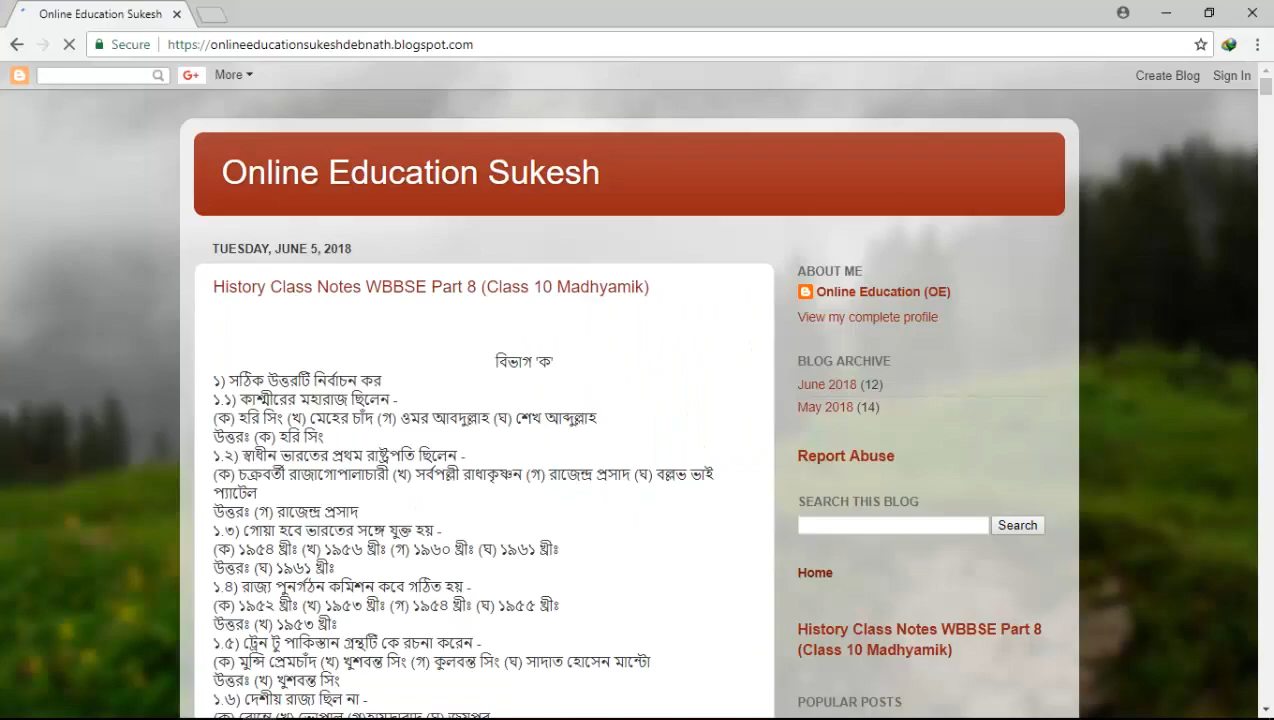 Online Education Sukesh
Secure
https://onlineeducationsukeshdebnath.blogspot.com
G+
More
Create Blog
Sign In
Online Education Sukesh
TUESDAY, JUNE 5, 2018
History Class Notes WBBSE Part 8 (Class 10 Madhyamik)
বিভাগ 'ক'
১) সঠিক উত্তরটি নির্বাচন কর
১.১) কাশ্মীরের মহারাজ ছিলেন -
(ক) হরি সিং (খ) মেহের চাঁদ (গ) ওমর আবদুল্লাহ (ঘ) শেখ আব্দুল্লাহ
উত্তরঃ (ক) হরি সিং
১.২) স্বাধীন ভারতের প্রথম রাষ্ট্রপতি ছিলেন -
(ক) চক্রবর্তী রাজাগোপালাচারী (খ) সর্বপল্লী রাধাকৃষ্ণন (গ) রাজেন্দ্র প্রসাদ (ঘ) বল্লভ ভাই
প্যাটেল
উত্তরঃ (গ) রাজেন্দ্র প্রসাদ
১.৩) গোয়া হবে ভারতের সঙ্গে যুক্ত হয় -
(ক) ১৯৫৪ খ্রীঃ (খ) ১৯৫৬ খ্রীঃ (গ) ১৯৬০ খ্রীঃ (ঘ) ১৯৬১ খ্রীঃ
উত্তরঃ (ঘ) ১৯৬১ খ্রীঃ
১.৪) রাজ্য পুনর্গঠন কমিশন কবে গঠিত হয় -
(ক) ১৯৫২ খ্রীঃ (খ) ১৯৫৩ খ্রীঃ (গ) ১৯৫৪ খ্রীঃ (ঘ) ১৯৫৫ খ্রীঃ
উত্তরঃ (খ) ১৯৫৩ খ্রীঃ
১.৫) ট্রেন টু পাকিস্তান গ্রন্থটি কে রচনা করেন -
(ক) মুন্সি প্রেমচাঁদ (খ) খুশবন্ত সিং (গ) কুলবন্ত সিং (ঘ) সাদাত হোসেন মান্টো
উত্তরঃ (খ) খুশবন্ত সিং
১.৬) দেশীয় রাজ্য ছিল না -
ABOUT ME
Online Education (OE)
View my complete profile
BLOG ARCHIVE
June 2018 (12)
May 2018 (14)
Report Abuse
SEARCH THIS BLOG
Search
Home
History Class Notes WBBSE Part 8
(Class 10 Madhyamik)
POPULAR POSTS